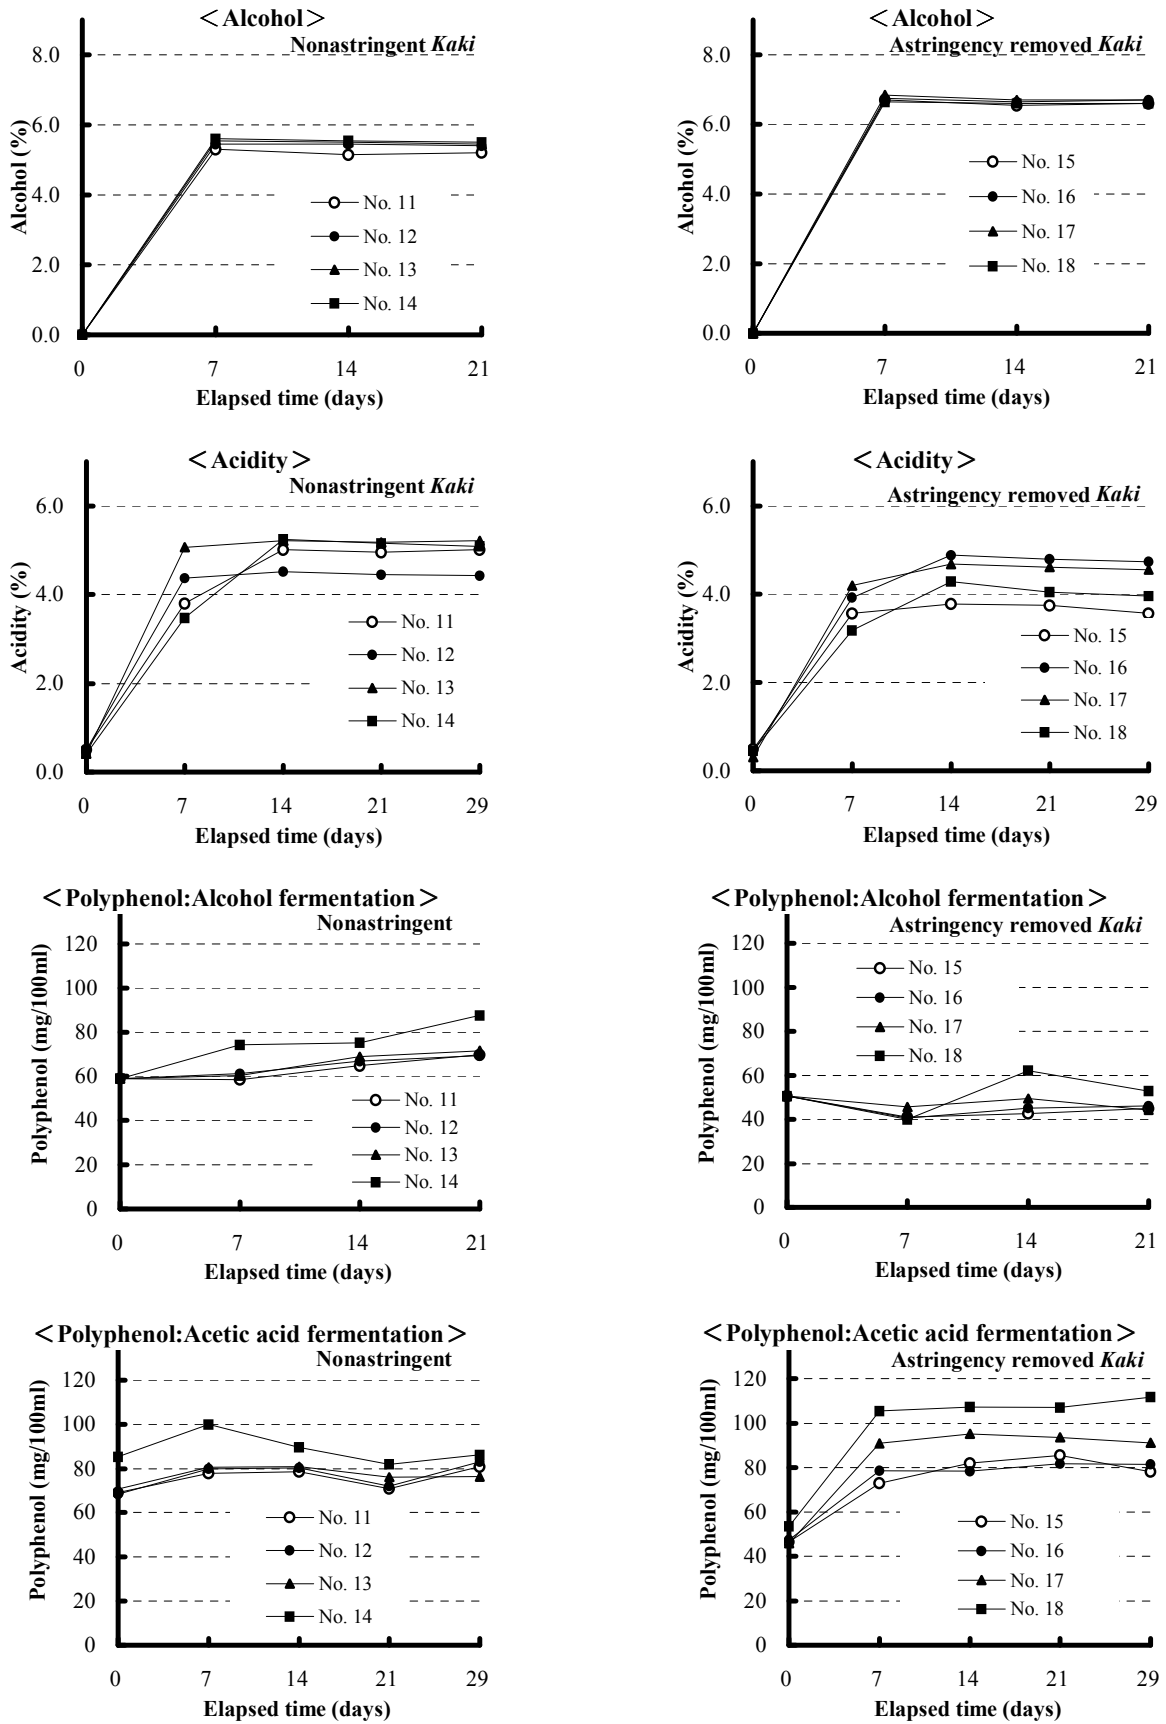 ＜Alcohol＞
Nonastringent Kaki
8.0
6.0
4.0
2.0
0.0
Alcohol (%)
No. 11
No. 12
No. 13
No. 14
0 7 14 21
Elapsed time (days)
＜Alcohol＞
Astringency removed Kaki
8.0
6.0
4.0
2.0
0.0
Alcohol (%)
No. 15
No. 16
No. 17
No. 18
0 7 14 21
Elapsed time (days)
＜Acidity＞
Nonastringent Kaki
6.0
4.0
2.0
0.0
Acidity (%)
No. 11
No. 12
No. 13
No. 14
0 7 14 21 29
Elapsed time (days)
＜Acidity＞
Astringency removed Kaki
6.0
4.0
2.0
0.0
Acidity (%)
No. 15
No. 16
No. 17
No. 18
0 7 14 21 29
Elapsed time (days)
＜Polyphenol:Alcohol fermentation＞
Nonastringent
120
100
80
60
40
20
0
Polyphenol (mg/100ml)
No. 11
No. 12
No. 13
No. 14
0 7 14 21
Elapsed time (days)
＜Polyphenol:Alcohol fermentation＞
Astringency removed Kaki
120
100
80
60
40
20
0
Polyphenol (mg/100ml)
No. 15
No. 16
No. 17
No. 18
0 7 14 21
Elapsed time (days)
＜Polyphenol:Acetic acid fermentation＞
Nonastringent
120
100
80
60
40
20
0
Polyphenol (mg/100ml)
No. 11
No. 12
No. 13
No. 14
0 7 14 21 29
Elapsed time (days)
＜Polyphenol:Acetic acid fermentation＞
Astringency removed Kaki
120
100
80
60
40
20
0
Polyphenol (mg/100ml)
No. 15
No. 16
No. 17
No. 18
0 7 14 21 29
Elapsed time (days)